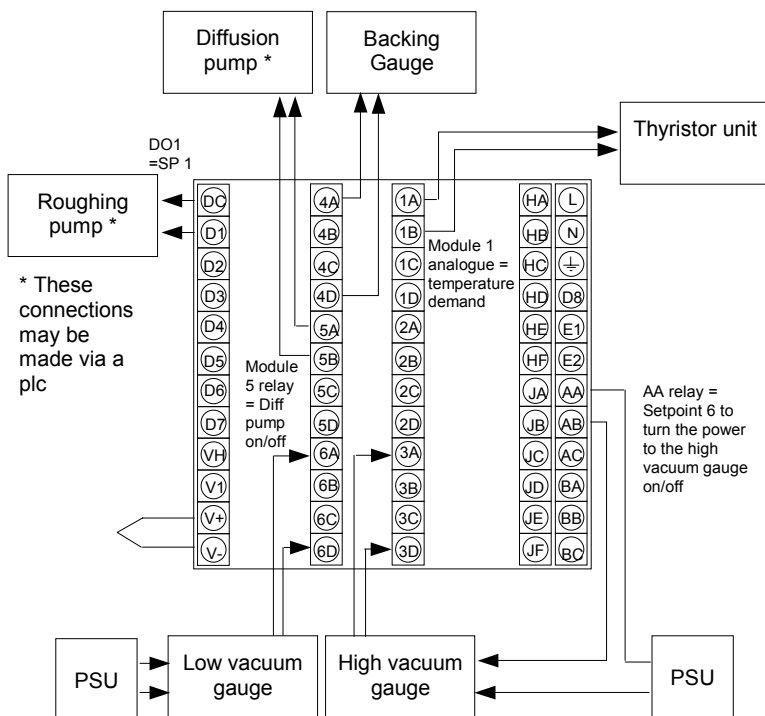 Diffusion
pump *
Backing
Gauge
Thyristor unit
DO1
=SP 1
Roughing
pump *
* These
connections
may be
made via a
plc
DC
D1
D2
D3
D4
D5
D6
D7
VH
V1
V+
V-
Module
5 relay
= Diff
pump
on/off
4A
4B
4C
4D
5A
5B
5C
5D
6A
6B
6C
6D
1A
1B
1C
1D
2A
2B
2C
2D
3A
3B
3C
3D
Module 1
analogue =
temperature
demand
HA
HB
HC
HD
HE
HF
JA
JB
JC
JD
JE
JF
L
N
D8
E1
E2
AA
AB
AC
BA
BB
BC
AA relay =
Setpoint 6 to
turn the power
to the high
vacuum gauge
on/off
PSU
Low vacuum
gauge
High vacuum
gauge
PSU